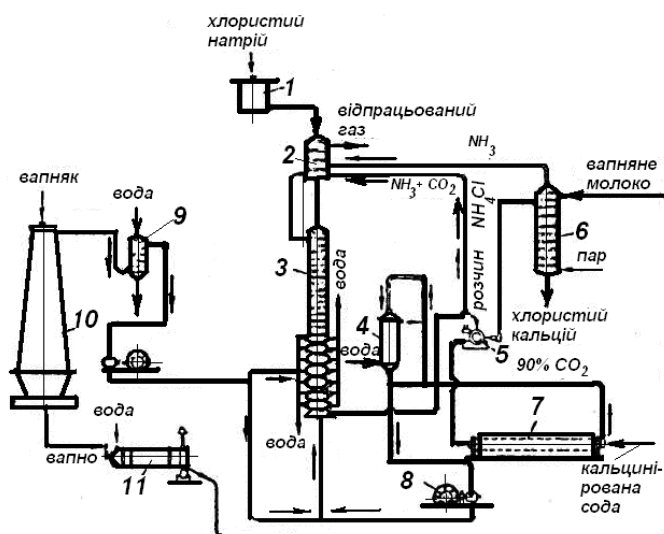 хлористий
натрій
1
відпрацьований
газ
2
NH3
вапняне
молоко
вапняк
вода
9
NH3+ CO2
розчин NH4Cl
6
пар
3
вода
10
4
вода
хлористий
кальцій
5
90% CO2
вода
7
вода
вапно
11
8
кальцині-
рована
сода